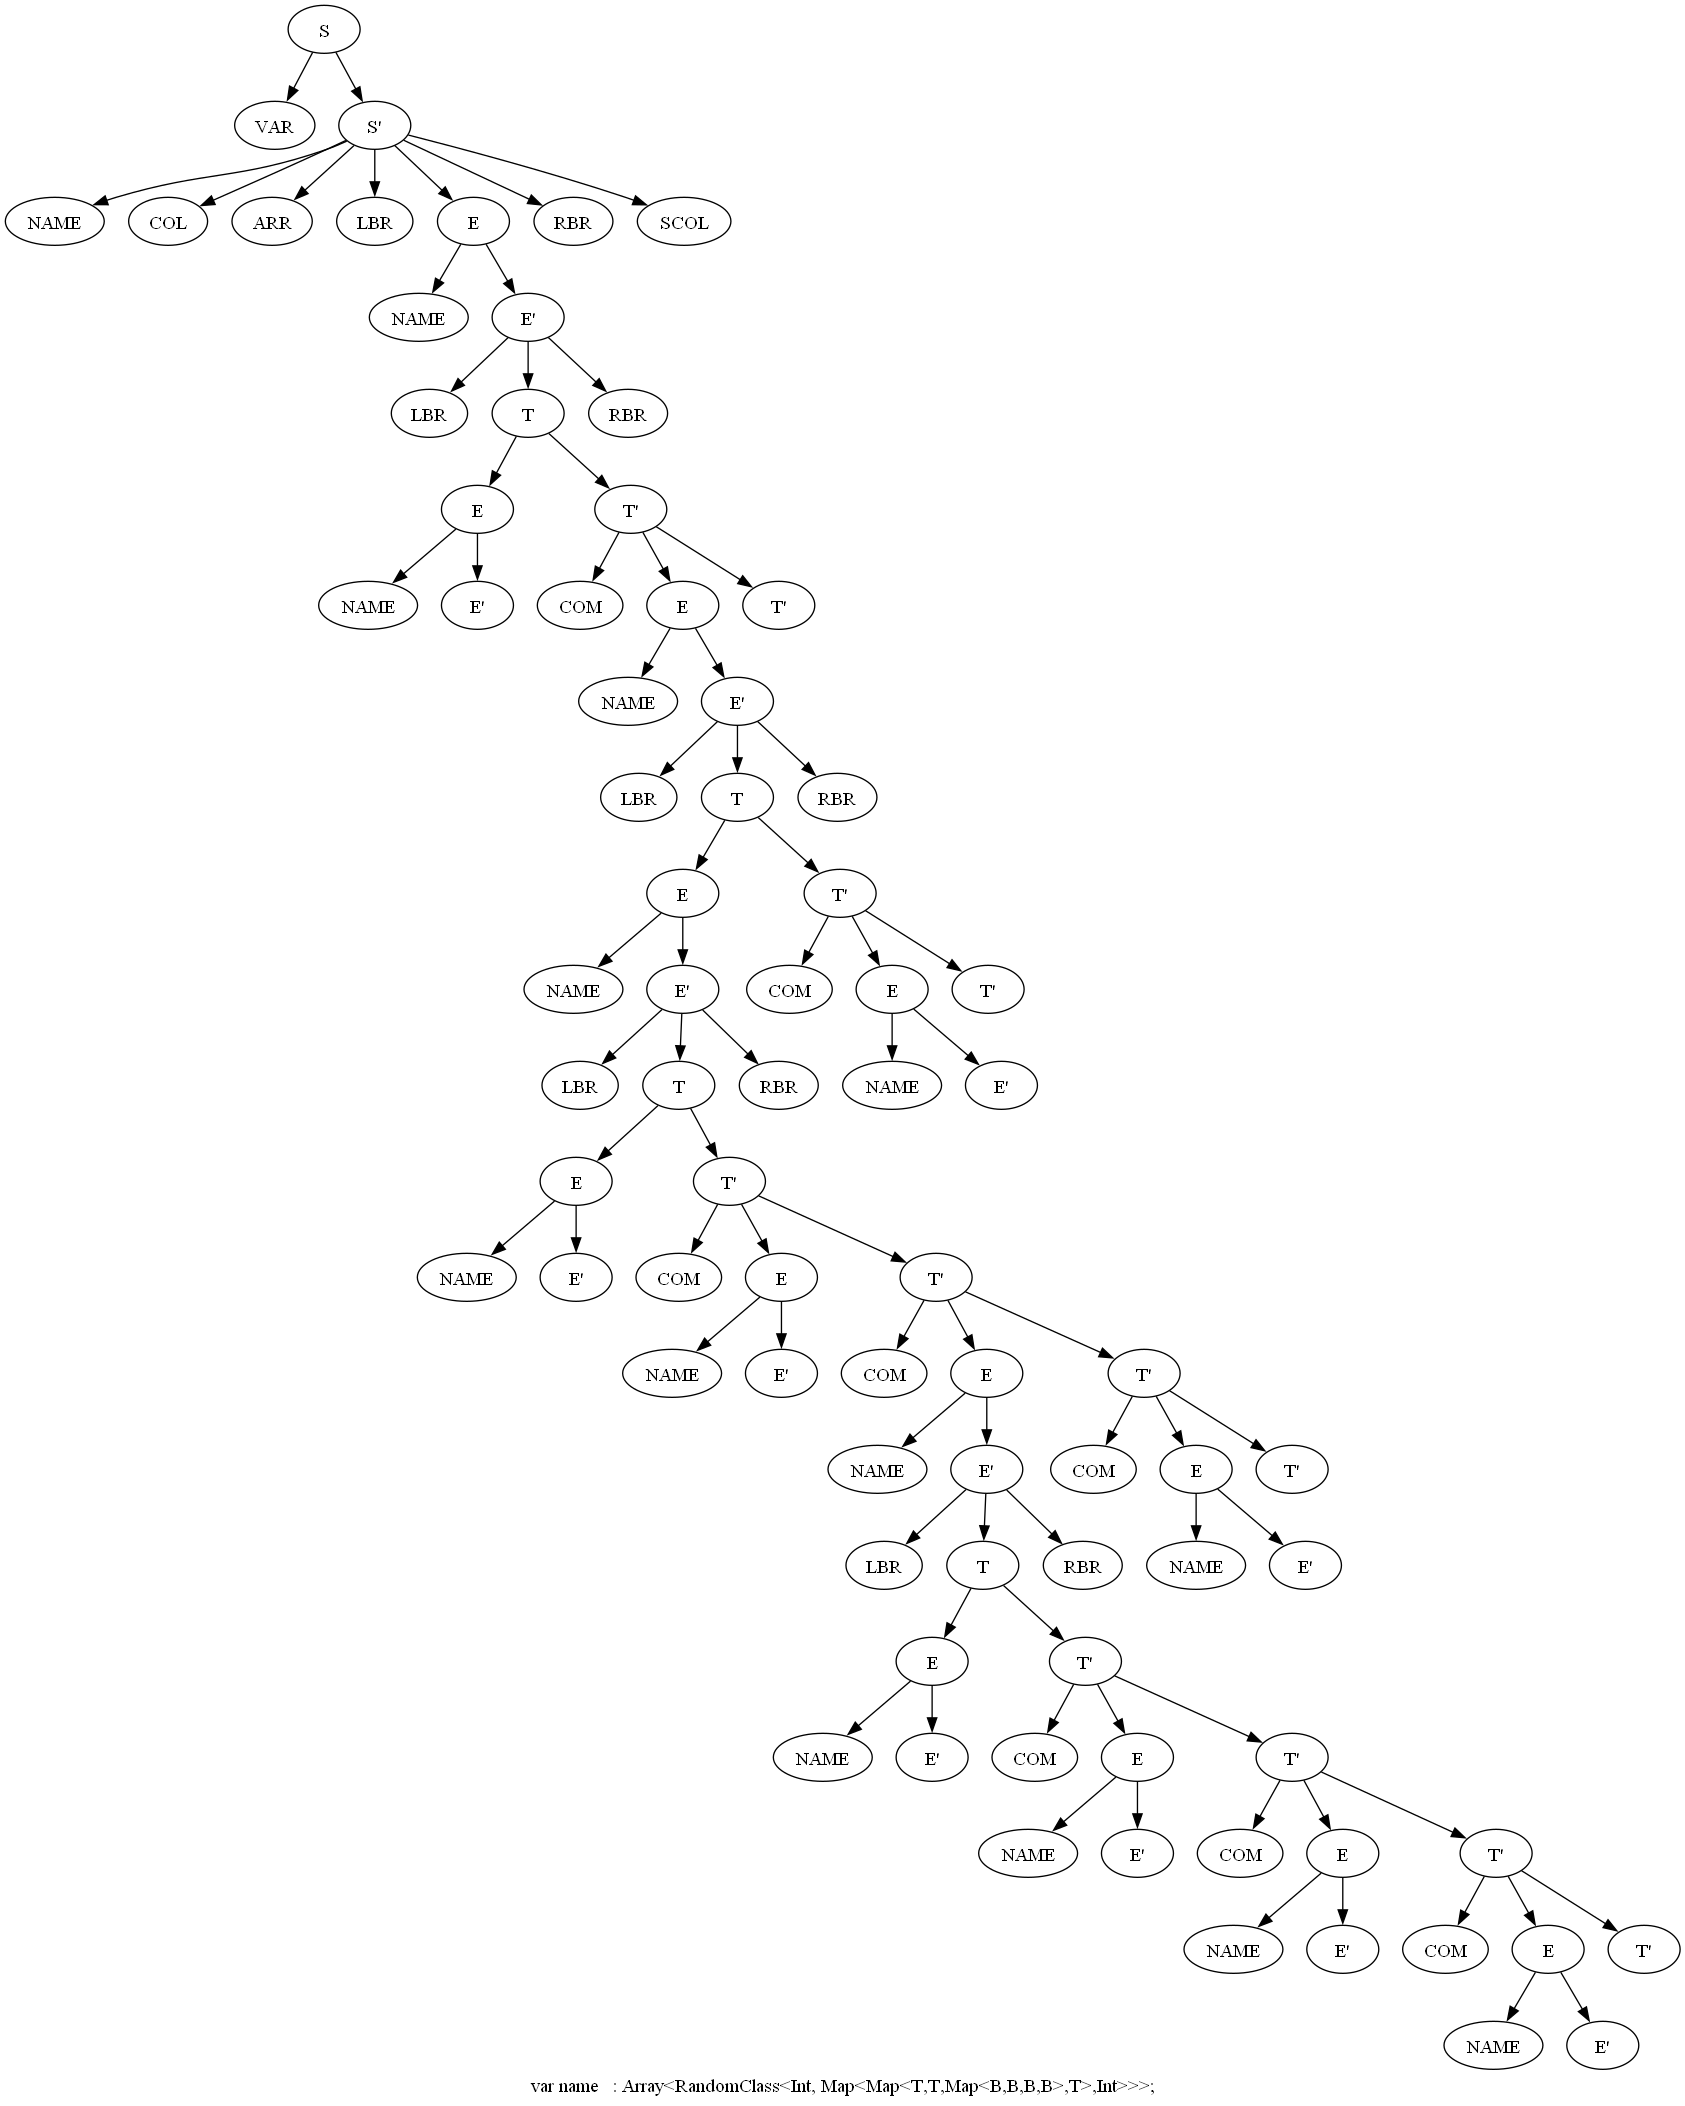 S
VAR S'
NAME COL ARR LBR E RBR SCOL
NAME E'
LBR T RBR
E T'
NAME E' COM E T'
NAME E'
LBR T RBR
E T'
NAME E' COM E T'
LBR T RBR NAME E'
E T'
NAME E' COM E T'
NAME E' COM E T'
NAME E' COM E T'
LBR T RBR NAME E'
E T'
NAME E' COM E T'
NAME E' COM E T'
NAME E' COM E T'
NAME E'
var name : Array<RandomClass<Int, Map<Map<T,T,Map<B,B,B,B>,T>,Int>>>;